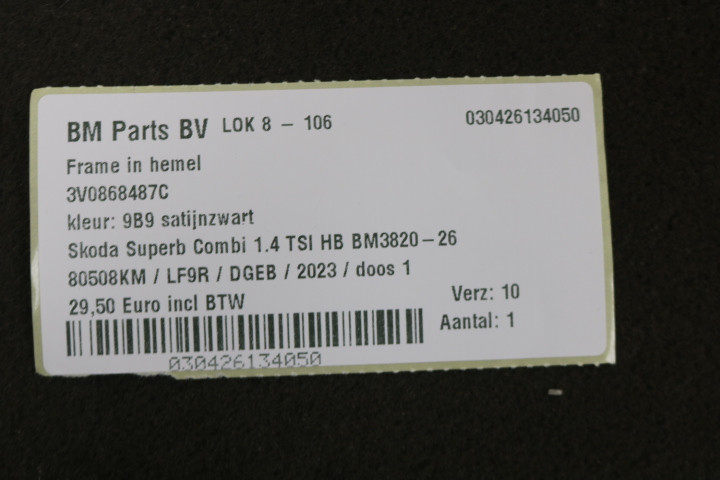 BM Parts BV LOK 8 - 106 030426134050
Frame in hemel
3V0868487C
kleur: 9B9 satijnzwart
Skoda Superb Combi 1.4 TSI HB BM3820-26
80508KM / LF9R / DGEB / 2023 / doos 1
29,50 Euro incl BTW Verz: 10
Aantal: 1
030426134050